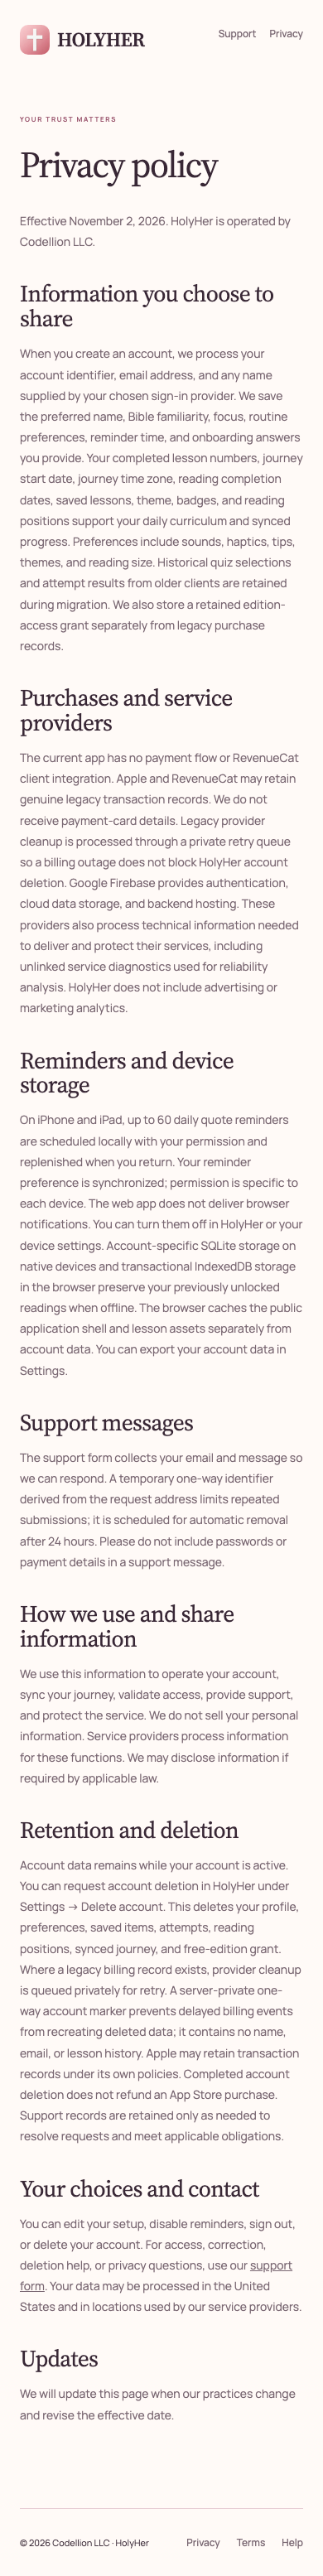 HOLYHER
Support Privacy
YOUR TRUST MATTERS
Privacy policy
Effective November 2, 2026. HolyHer is operated by
Codellion LLC.
Information you choose to
share
When you create an account, we process your
account identifier, email address, and any name
supplied by your chosen sign-in provider. We save
the preferred name, Bible familiarity, focus, routine
preferences, reminder time, and onboarding answers
you provide. Your completed lesson numbers, journey
start date, journey time zone, reading completion
dates, saved lessons, theme, badges, and reading
positions support your daily curriculum and synced
progress. Preferences include sounds, haptics, tips,
themes, and reading size. Historical quiz selections
and attempt results from older clients are retained
during migration. We also store a retained edition-
access grant separately from legacy purchase
records.
Purchases and service
providers
The current app has no payment flow or RevenueCat
client integration. Apple and RevenueCat may retain
genuine legacy transaction records. We do not
receive payment-card details. Legacy provider
cleanup is processed through a private retry queue
so a billing outage does not block HolyHer account
deletion. Google Firebase provides authentication,
cloud data storage, and backend hosting. These
providers also process technical information needed
to deliver and protect their services, including
unlinked service diagnostics used for reliability
analysis. HolyHer does not include advertising or
marketing analytics.
Reminders and device
storage
On iPhone and iPad, up to 60 daily quote reminders
are scheduled locally with your permission and
replenished when you return. Your reminder
preference is synchronized; permission is specific to
each device. The web app does not deliver browser
notifications. You can turn them off in HolyHer or your
device settings. Account-specific SQLite storage on
native devices and transactional IndexedDB storage
in the browser preserve your previously unlocked
readings when offline. The browser caches the public
application shell and lesson assets separately from
account data. You can export your account data in
Settings.
Support messages
The support form collects your email and message so
we can respond. A temporary one-way identifier
derived from the request address limits repeated
submissions; it is scheduled for automatic removal
after 24 hours. Please do not include passwords or
payment details in a support message.
How we use and share
information
We use this information to operate your account,
sync your journey, validate access, provide support,
and protect the service. We do not sell your personal
information. Service providers process information
for these functions. We may disclose information if
required by applicable law.
Retention and deletion
Account data remains while your account is active.
You can request account deletion in HolyHer under
Settings → Delete account. This deletes your profile,
preferences, saved items, attempts, reading
positions, synced journey, and free-edition grant.
Where a legacy billing record exists, provider cleanup
is queued privately for retry. A server-private one-
way account marker prevents delayed billing events
from recreating deleted data; it contains no name,
email, or lesson history. Apple may retain transaction
records under its own policies. Completed account
deletion does not refund an App Store purchase.
Support records are retained only as needed to
resolve requests and meet applicable obligations.
Your choices and contact
You can edit your setup, disable reminders, sign out,
or delete your account. For access, correction,
deletion help, or privacy questions, use our support
form. Your data may be processed in the United
States and in locations used by our service providers.
Updates
We will update this page when our practices change
and revise the effective date.
© 2026 Codellion LLC · HolyHer
Privacy Terms Help